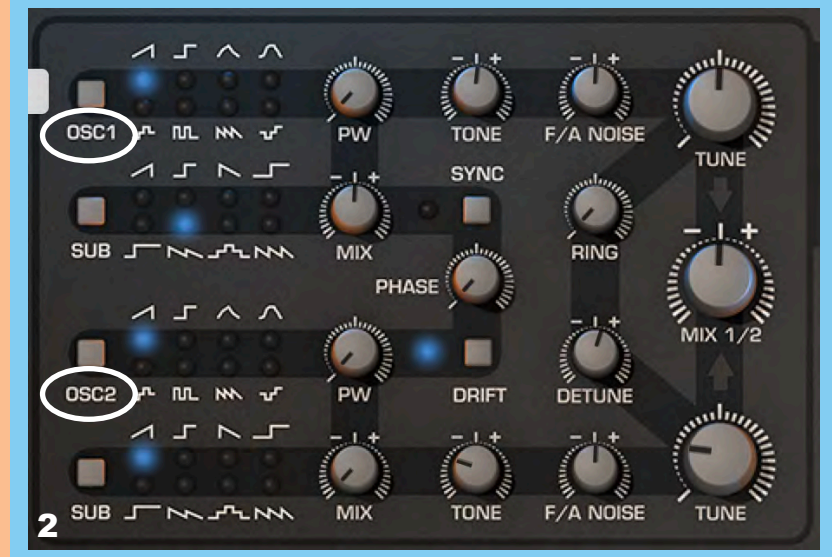 - +
- +
OSC1
PW
TONE
F/A NOISE
TUNE
SYNC
- +
- +
SUB
MIX
RING
PHASE
MIX 1/2
- +
OSC2
PW
DRIFT
DETUNE
- +
- +
- +
SUB
MIX
TONE
F/A NOISE
TUNE
2